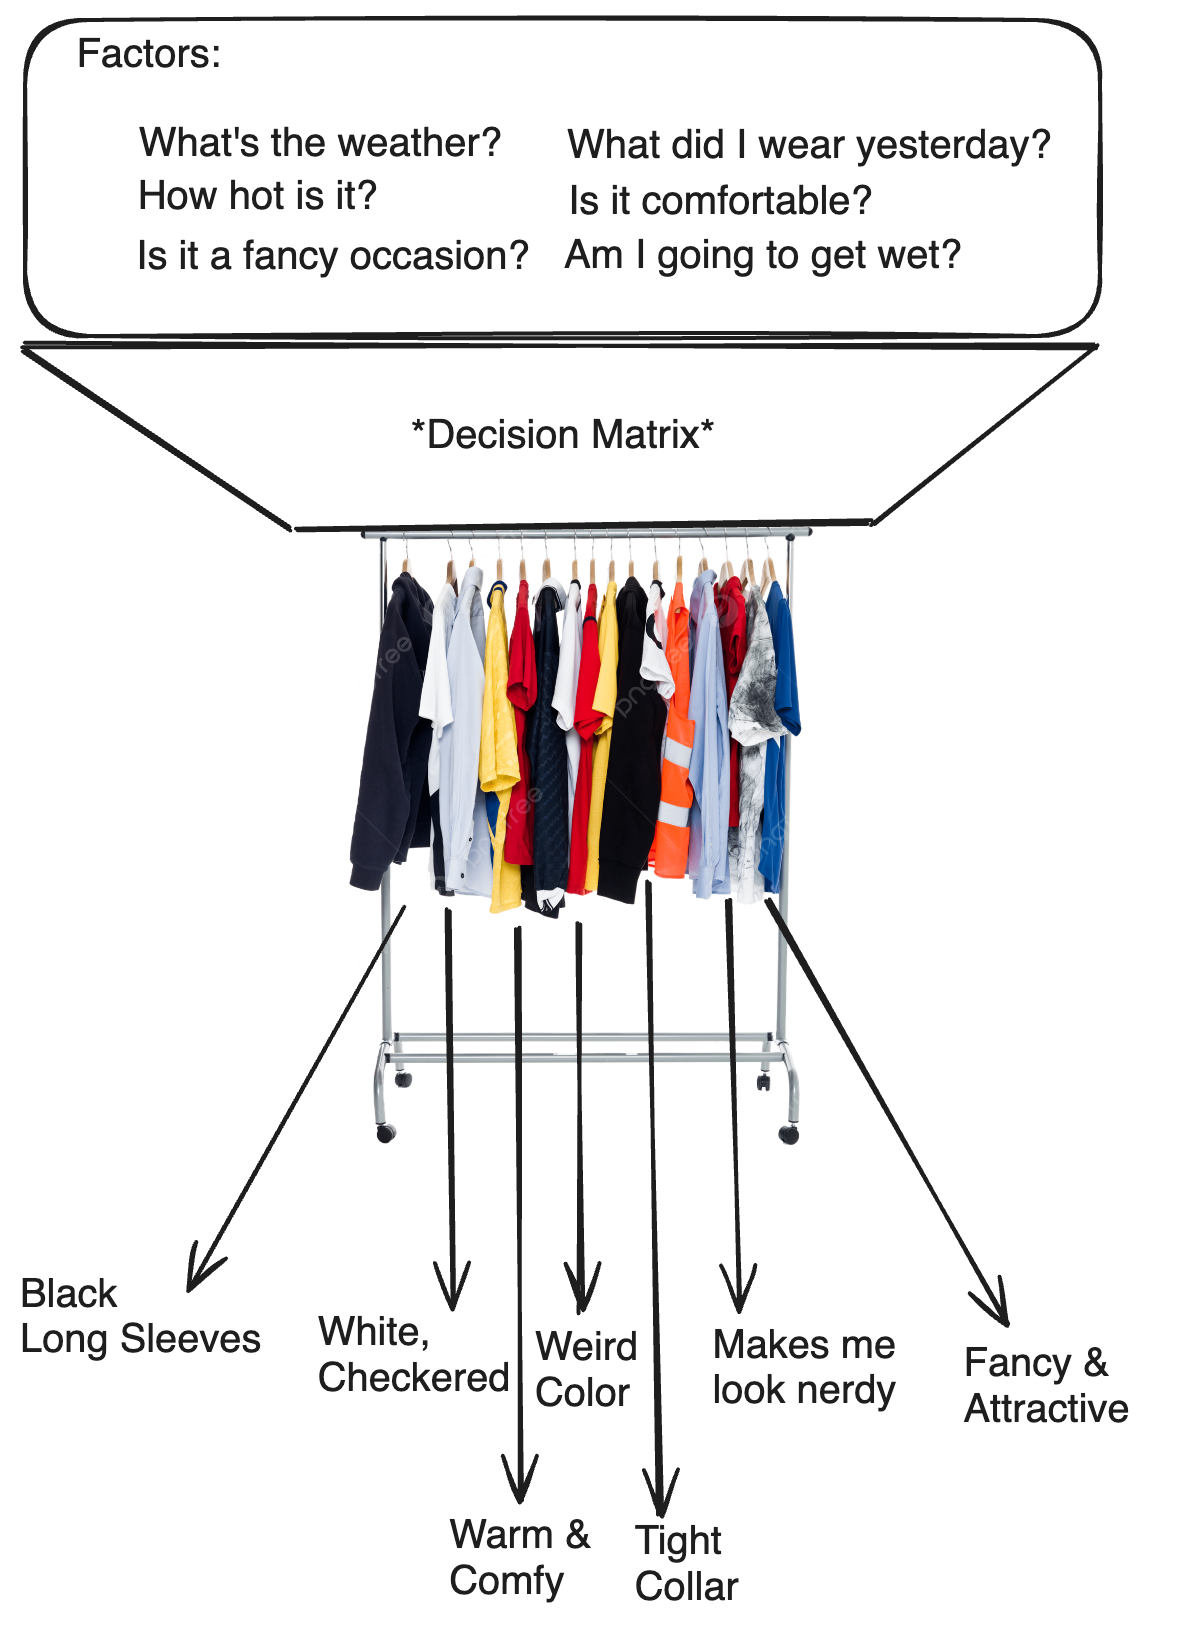 Factors:
What's the weather?
What did I wear yesterday?
How hot is it?
Is it comfortable?
Is it a fancy occasion?
Am I going to get wet?
*Decision Matrix*
Black
Long Sleeves
White,
Checkered
Weird
Color
Makes me
look nerdy
Fancy &
Attractive
Warm &
Comfy
Tight
Collar